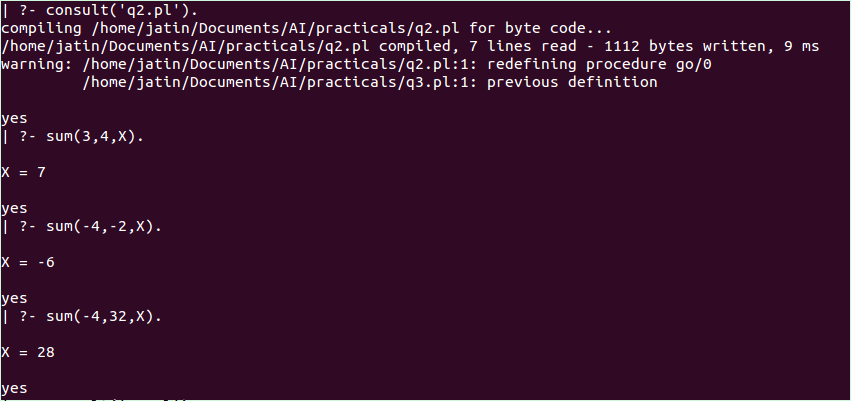 | ?- consult('q2.pl').
compiling /home/jatin/Documents/AI/practicals/q2.pl for byte code...
/home/jatin/Documents/AI/practicals/q2.pl compiled, 7 lines read - 1112 bytes written, 9 ms
warning: /home/jatin/Documents/AI/practicals/q2.pl:1: redefining procedure go/0
/home/jatin/Documents/AI/practicals/q3.pl:1: previous definition
yes
| ?- sum(3,4,X).
X = 7
yes
| ?- sum(-4,-2,X).
X = -6
yes
| ?- sum(-4,32,X).
X = 28
yes